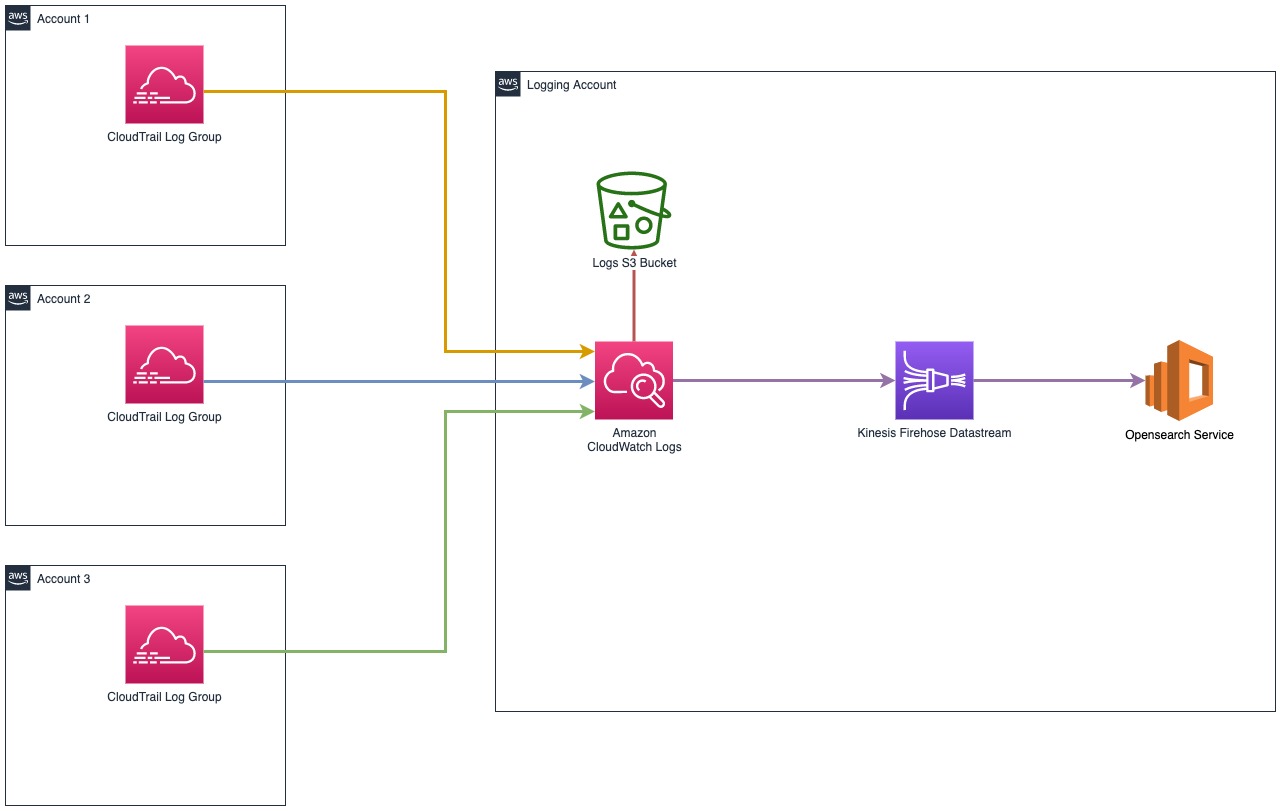 aws Account 1
CloudTrail Log Group
aws Logging Account
Logs S3 Bucket
aws Account 2
CloudTrail Log Group
Amazon
CloudWatch Logs
Kinesis Firehose Datastream
Opensearch Service
aws Account 3
CloudTrail Log Group